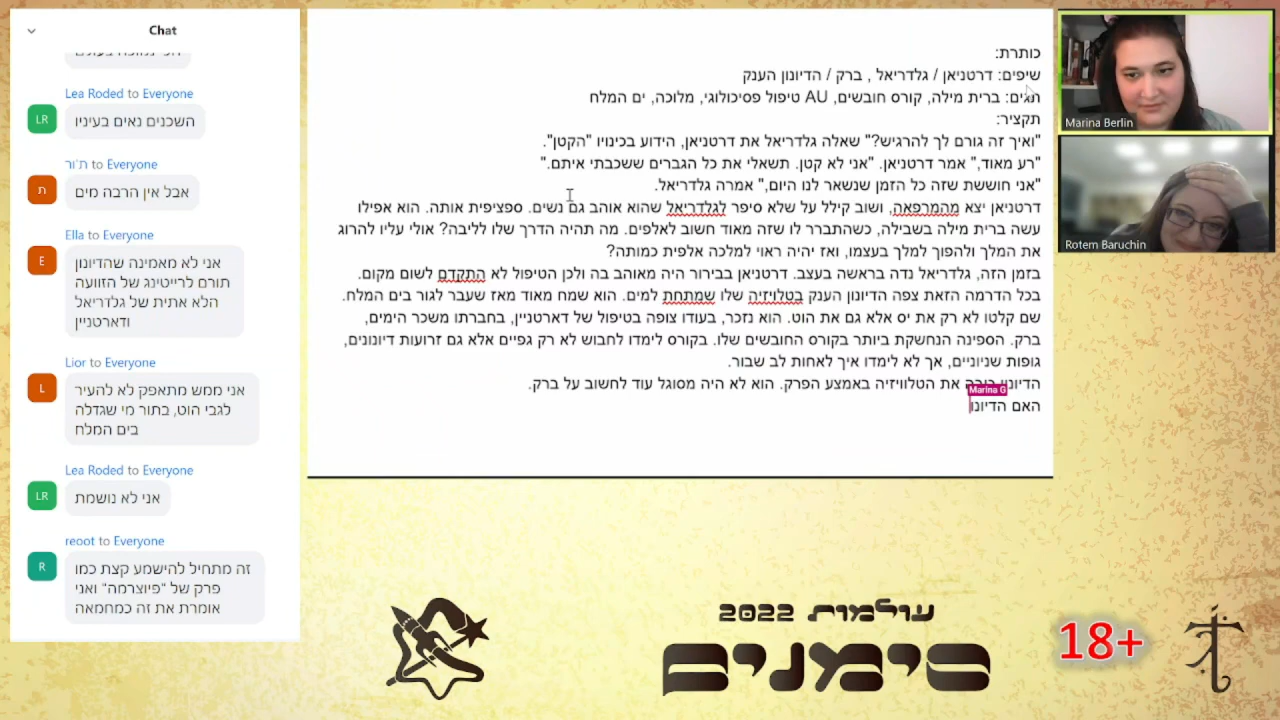 Chat
Lea Roded to Everyone
LR
השכנים נאים בעיניו
ת'ור to Everyone
ת
אבל אין הרבה מים
Ella to Everyone
E
אני לא מאמינה שהדיונון
תורם לרייטינג של הזוועה
הלא אתית של גלדריאל
ודארטניין
Lior to Everyone
L
אני ממש מתאפק לא להעיר
לגבי הוט, בתור מי שגדלה
בים המלח
Lea Roded to Everyone
LR
אני לא נושמת
reoot to Everyone
R
זה מתחיל להישמע קצת כמו
פרק של "פיוצרמה" ואני
אומרת את זה כמחמאה
כותרת:
שיפים: דרטניאן / גלדריאל , ברק / הדיונון הענק
תגים: ברית מילה, קורס חובשים, AU טיפול פסיכולוגי, מלוכה, ים המלח
תקציר:
"ואיך זה גורם לך להרגיש?" שאלה גלדריאל את דרטניאן, הידוע בכינויו "הקטן".
"רע מאוד," אמר דרטניאן. "אני לא קטן. תשאלי את כל הגברים ששכבתי איתם."
"אני חוששת שזה כל הזמן שנשאר לנו היום," אמרה גלדריאל.
דרטניאן יצא מהמרפאה, ושוב קילל על שלא סיפר לגלדריאל שהוא אוהב גם נשים. ספציפית אותה. הוא אפילו
עשה ברית מילה בשבילה, כשהתברר לו שזה מאוד חשוב לאלפים. מה תהיה הדרך שלו לליבה? אולי עליו להרוג
את המלך ולהפוך למלך בעצמו, ואז יהיה ראוי למלכה אלפית כמותה?
בזמן הזה, גלדריאל נדה בראשה בעצב. דרטניאן בבירור היה מאוהב בה ולכן הטיפול לא התקדם לשום מקום.
בכל הדרמה הזאת צפה הדיונון הענק בטלויזיה שלו שמתחת למים. הוא שמח מאוד מאז שעבר לגור בים המלח.
שם קלטו לא רק את יס אלא גם את הוט. הוא נזכר, בעודו צופה בטיפול של דארטניין, בחברתו משכר הימים,
ברק. הספינה הנחשקת ביותר בקורס החובשים שלו. בקורס לימדו לחבוש לא רק גפיים אלא גם זרועות דיונונים,
גופות שניוניים, אך לא לימדו איך לאחות לב שבור.
הדיונון כיבה את הטלוויזיה באמצע הפרק. הוא לא היה מסוגל עוד לחשוב על ברק.
Marina G
האם הדיונו
Marina Berlin
Rotem Baruchin
עולמות 2022
סימנים
18+